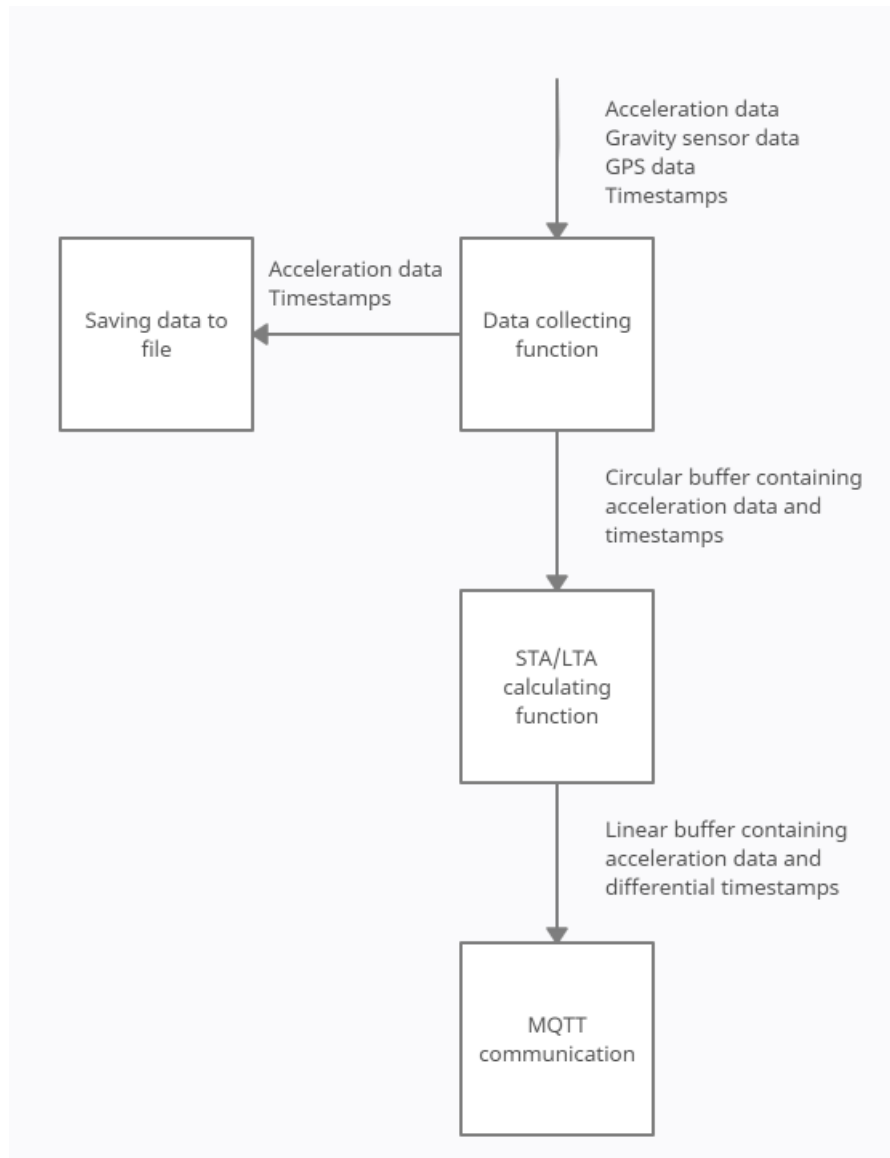 Acceleration data
Gravity sensor data
GPS data
Timestamps
Acceleration data
Timestamps
Saving data to
file
Data collecting
function
Circular buffer containing
acceleration data and
timestamps
STA/LTA
calculating
function
Linear buffer containing
acceleration data and
differential timestamps
MQTT
communication